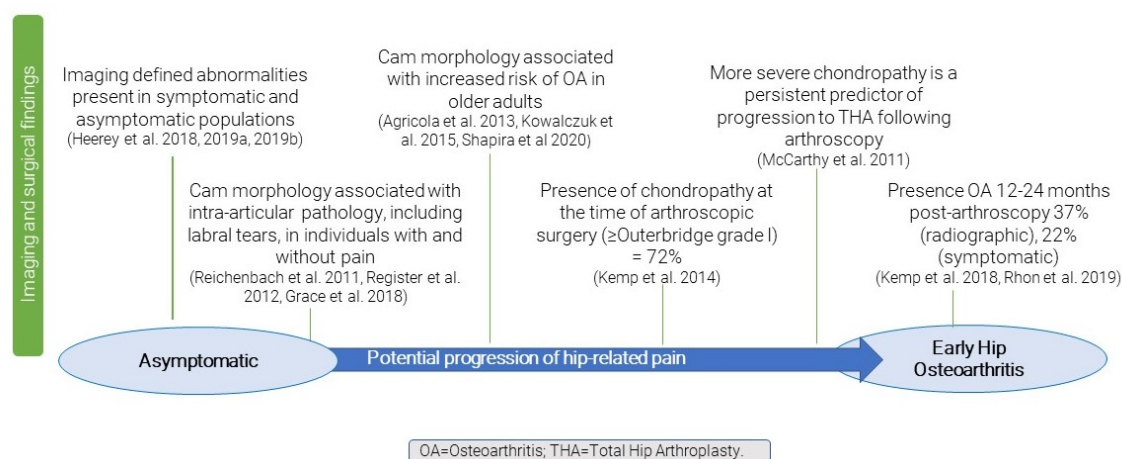 Imaging and surgical findings
Imaging defined abnormalities
present in symptomatic and
asymptomatic populations
(Heerey et al. 2018, 2019a, 2019b)
Cam morphology associated with
intra-articular pathology, including
labral tears, in individuals with and
without pain
(Reichenbach et al. 2011, Register et al.
2012, Grace et al. 2018)
Cam morphology associated
with increased risk of OA in
older adults
(Agricola et al. 2013, Kowalczuk et
al. 2015, Shapira et al 2020)
Presence of chondropathy at
the time of arthroscopic
surgery (≥Outerbridge grade I)
= 72%
(Kemp et al. 2014)
More severe chondropathy is a
persistent predictor of
progression to THA following
arthroscopy
(McCarthy et al. 2011)
Presence OA 12-24 months
post-arthroscopy 37%
(radiographic), 22%
(symptomatic)
(Kemp et al. 2018, Rhon et al. 2019)
Asymptomatic
Potential progression of hip-related pain
Early Hip
Osteoarthritis
OA=Osteoarthritis; THA=Total Hip Arthroplasty.